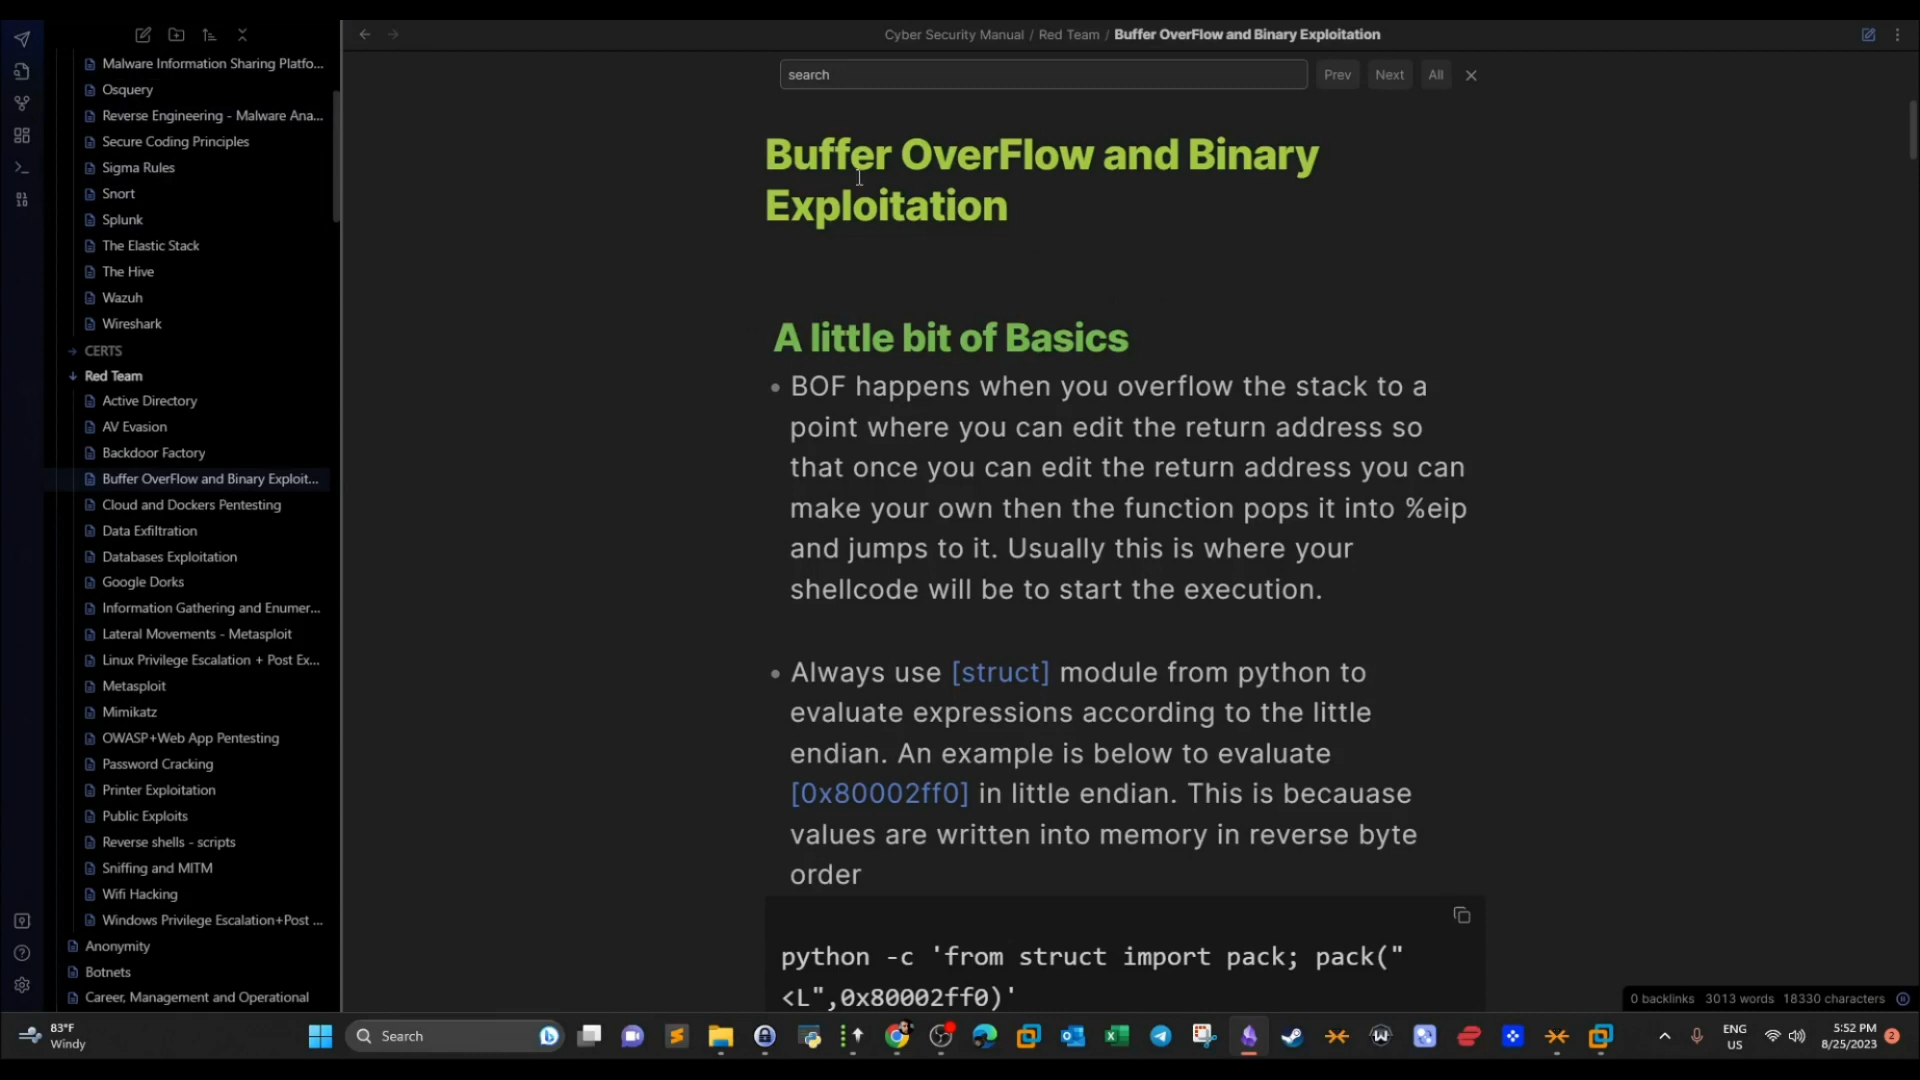 Cyber Security Manual / Red Team / Buffer OverFlow and Binary Exploitation
search
Prev
Next
All
Malware Information Sharing Platfo...
Osquery
Reverse Engineering - Malware Ana...
Secure Coding Principles
Sigma Rules
Snort
Splunk
The Elastic Stack
The Hive
Wazuh
Wireshark
CERTS
Red Team
Active Directory
AV Evasion
Backdoor Factory
Buffer OverFlow and Binary Exploit...
Cloud and Dockers Pentesting
Data Exfiltration
Databases Exploitation
Google Dorks
Information Gathering and Enumer...
Lateral Movements - Metasploit
Linux Privilege Escalation + Post Ex...
Metasploit
Mimikatz
OWASP+Web App Pentesting
Password Cracking
Printer Exploitation
Public Exploits
Reverse shells - scripts
Sniffing and MITM
Wifi Hacking
Windows Privilege Escalation+Post ...
Anonymity
Botnets
Career, Management and Operational
Buffer OverFlow and Binary
Exploitation
A little bit of Basics
BOF happens when you overflow the stack to a
point where you can edit the return address so
that once you can edit the return address you can
make your own then the function pops it into %eip
and jumps to it. Usually this is where your
shellcode will be to start the execution.
Always use [struct] module from python to
evaluate expressions according to the little
endian. An example is below to evaluate
[0x80002ff0] in little endian. This is becauase
values are written into memory in reverse byte
order
python -c 'from struct import pack; pack("
<L",0x80002ff0)'
0 backlinks 3013 words 18330 characters
83°F
Windy
Search
ENG
US
5:52 PM
8/25/2023
2